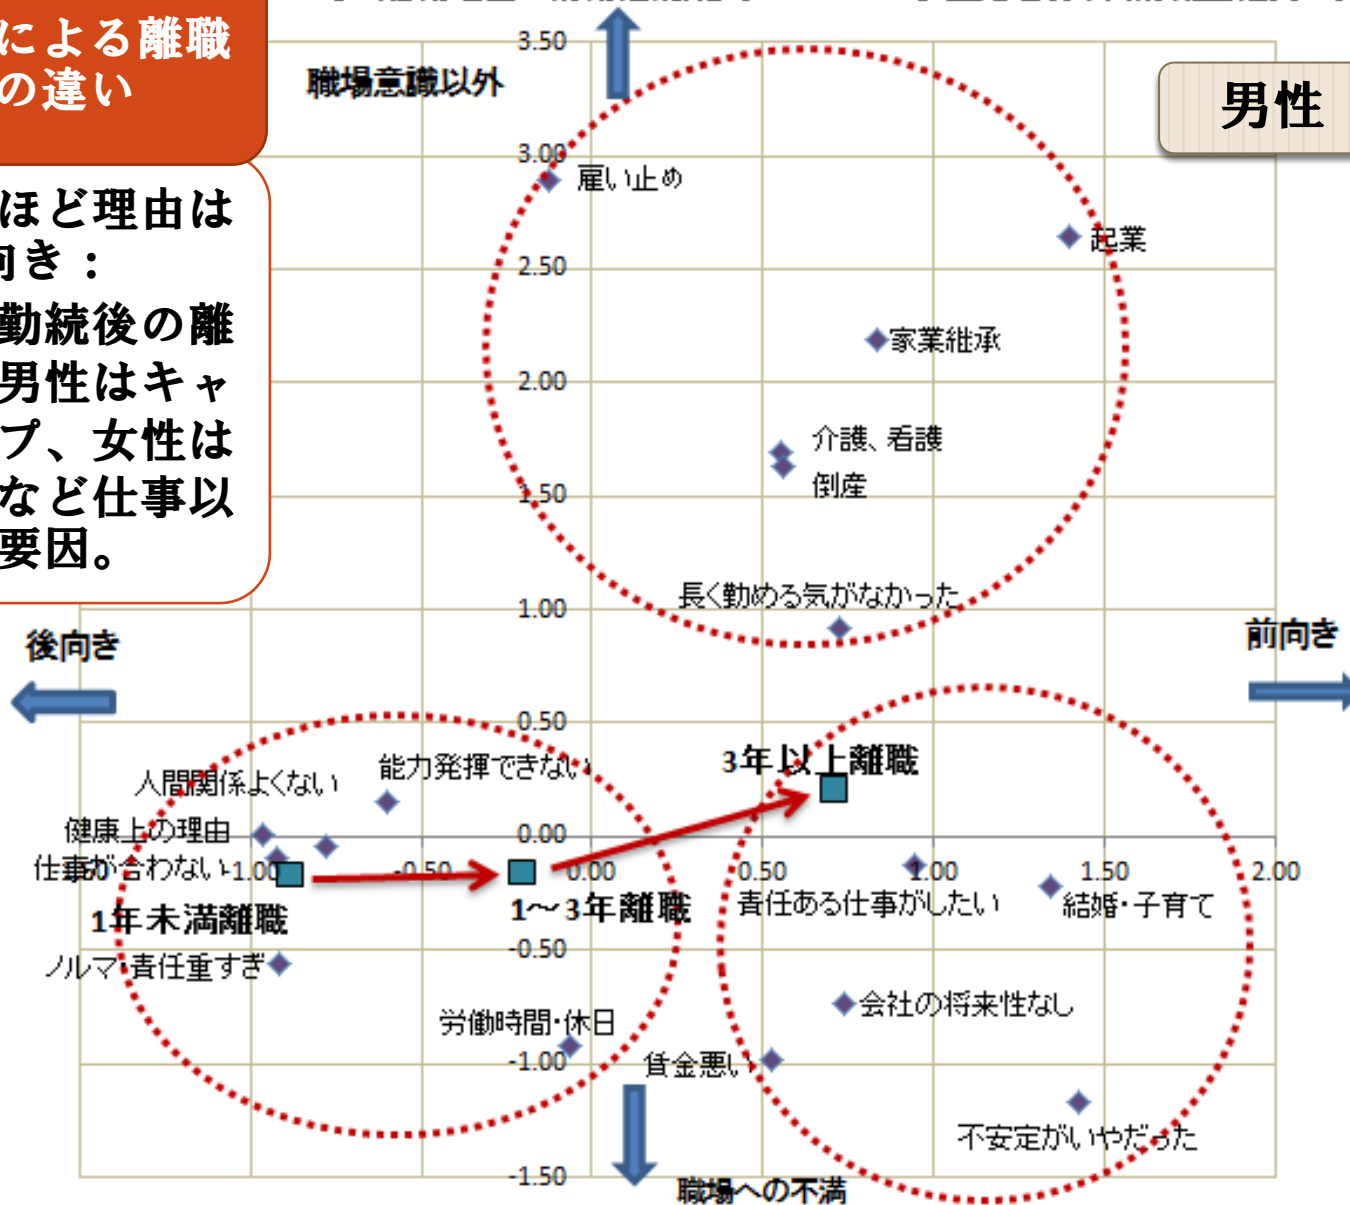 による離職
の違い
ほど理由は
向き：
勤続後の離
男性はキャ
プ、女性は
など仕事以
要因。
職場意識以外
男性
3.50
3.00
雇い止め
起業
2.50
家業継承
2.00
介護、看護
倒産
1.50
長く勤める気がなかった
1.00
後向き
前向き
0.50
3年以上離職
能力発揮できない
人間関係よくない
健康上の理由
0.00
仕事が合わない
-1.00
-0.50
0.00
0.50
1.00
1.50
2.00
1年未満離職
1～3年離職
責任ある仕事がしたい
結婚・子育て
-0.50
ノルマ・責任重すぎ
会社の将来性なし
労働時間・休日
-1.00
賃金悪い
不安定がいやだった
-1.50
職場への不満